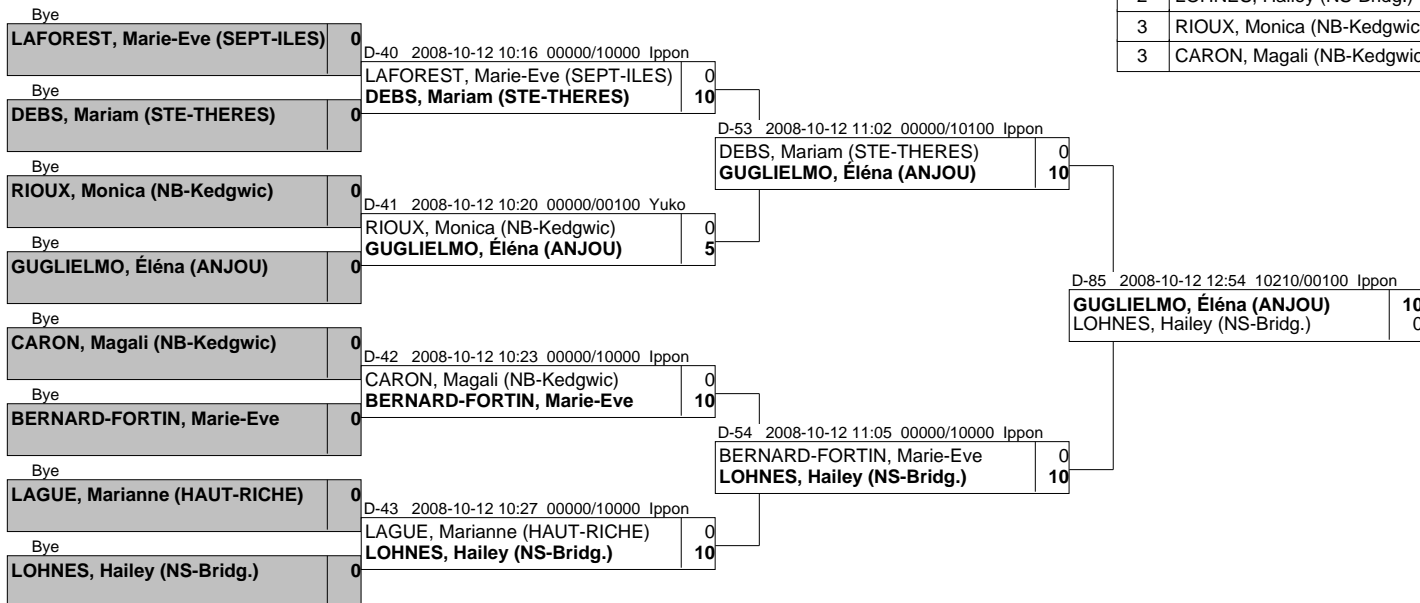 2 LOHNES, Hailey (NS-Bridg.)
3 RIOUX, Monica (NB-Kedgwic
3 CARON, Magali (NB-Kedgwic
Bye
LAFOREST, Marie-Eve (SEPT-ILES) 0
Bye
DEBS, Mariam (STE-THERES) 0
Bye
RIOUX, Monica (NB-Kedgwic) 0
Bye
GUGLIELMO, Éléna (ANJOU) 0
Bye
CARON, Magali (NB-Kedgwic) 0
Bye
BERNARD-FORTIN, Marie-Eve 0
Bye
LAGUE, Marianne (HAUT-RICHE) 0
Bye
LOHNES, Hailey (NS-Bridg.) 0
D-40 2008-10-12 10:16 00000/10000 Ippon
LAFOREST, Marie-Eve (SEPT-ILES) 0
DEBS, Mariam (STE-THERES) 10
D-41 2008-10-12 10:20 00000/00100 Yuko
RIOUX, Monica (NB-Kedgwic) 0
GUGLIELMO, Éléna (ANJOU) 5
D-42 2008-10-12 10:23 00000/10000 Ippon
CARON, Magali (NB-Kedgwic) 0
BERNARD-FORTIN, Marie-Eve 10
D-43 2008-10-12 10:27 00000/10000 Ippon
LAGUE, Marianne (HAUT-RICHE) 0
LOHNES, Hailey (NS-Bridg.) 10
D-53 2008-10-12 11:02 00000/10100 Ippon
DEBS, Mariam (STE-THERES) 0
GUGLIELMO, Éléna (ANJOU) 10
D-54 2008-10-12 11:05 00000/10000 Ippon
BERNARD-FORTIN, Marie-Eve 0
LOHNES, Hailey (NS-Bridg.) 10
D-85 2008-10-12 12:54 10210/00100 Ippon
GUGLIELMO, Éléna (ANJOU) 10
LOHNES, Hailey (NS-Bridg.) 0